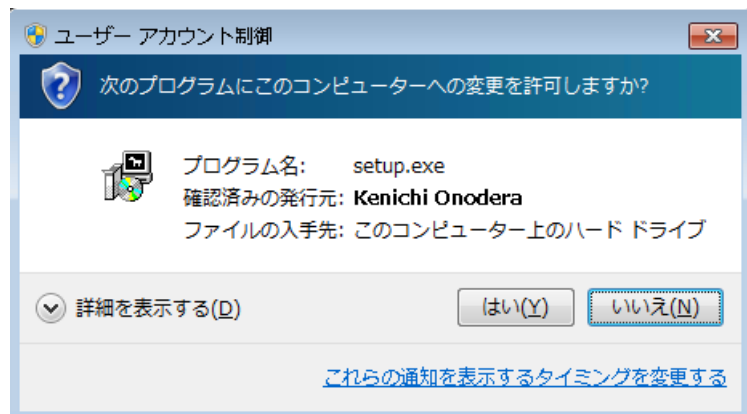 ユーザー アカウント制御
次のプログラムにこのコンピューターへの変更を許可しますか?
プログラム名: setup.exe
確認済みの発行元: Kenichi Onodera
ファイルの入手先: このコンピューター上のハード ドライブ
詳細を表示する(D) はい(Y) いいえ(N)
これらの通知を表示するタイミングを変更する